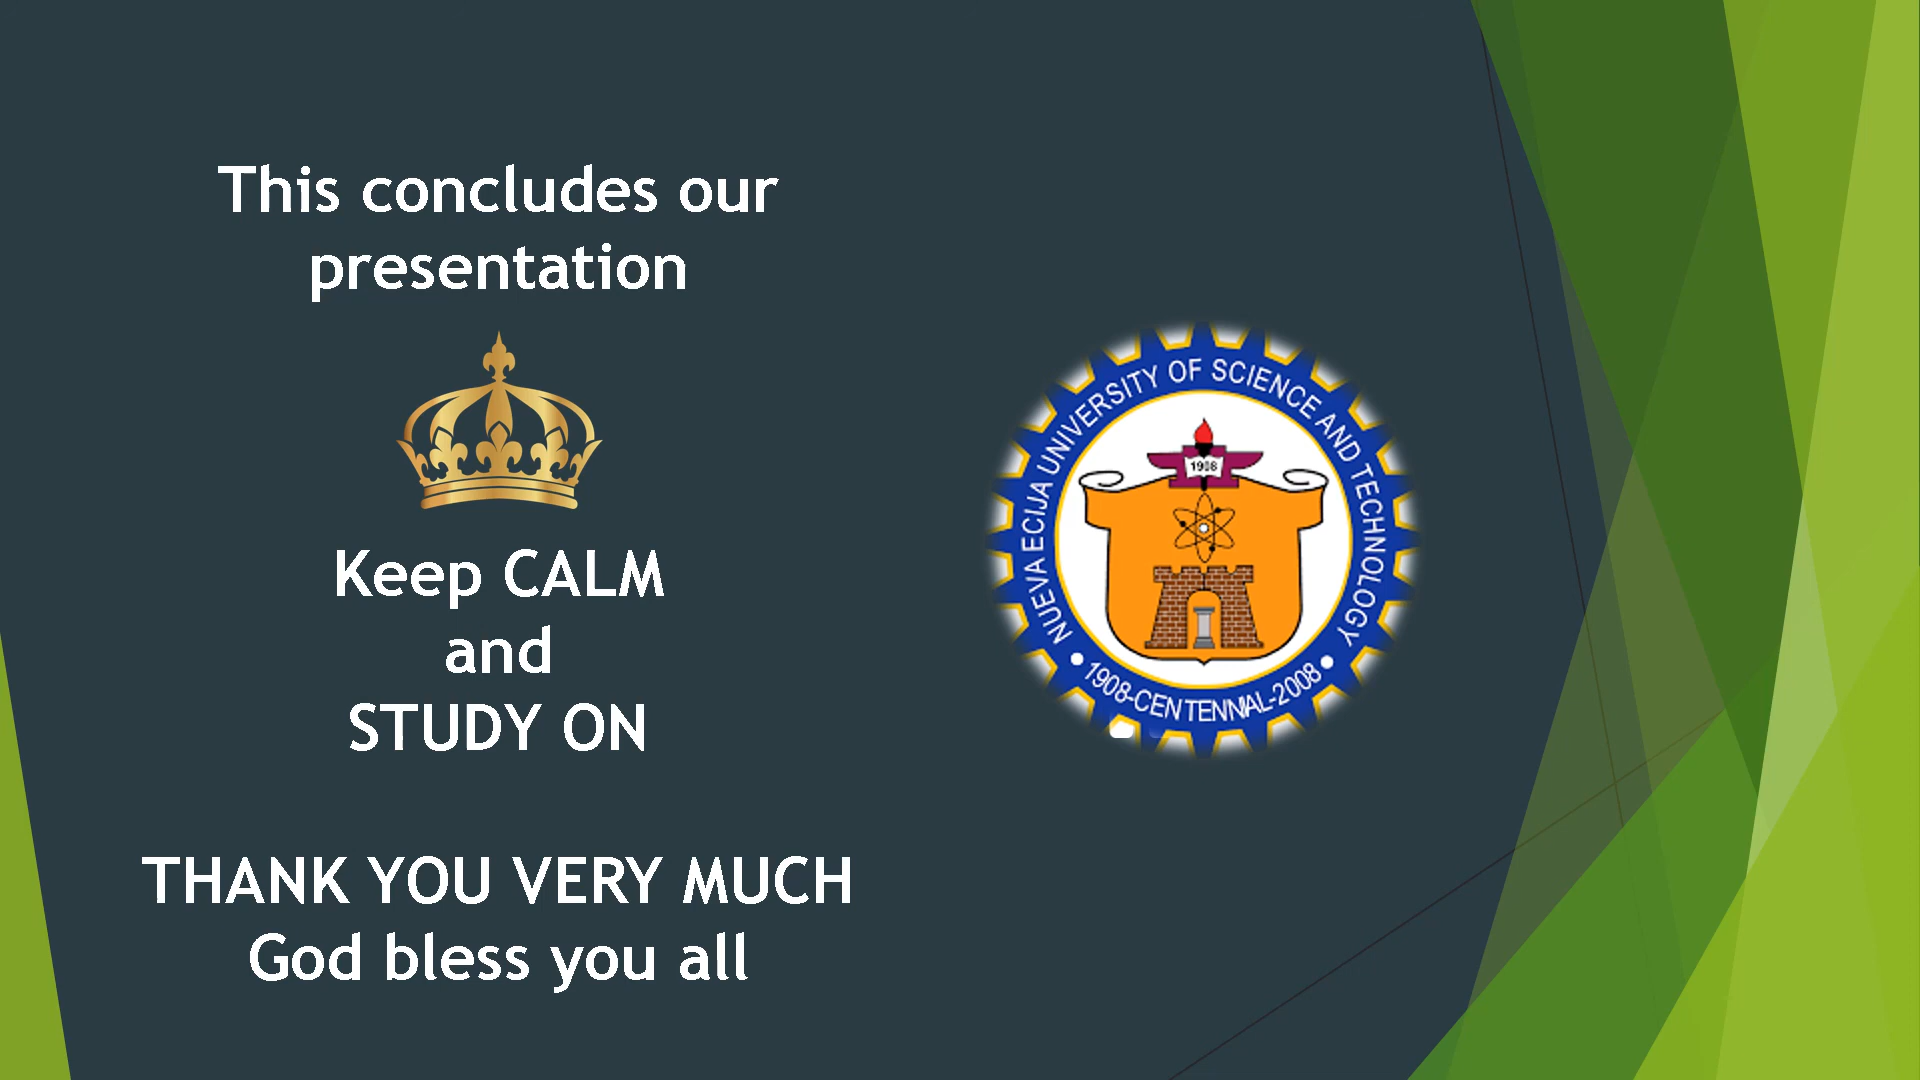 This concludes our
presentation
Keep CALM
and
STUDY ON
THANK YOU VERY MUCH
God bless you all
NUEVA ECIJA UNIVERSITY OF SCIENCE AND TECHNOLOGY
1908
1908-CENTENNIAL-2008